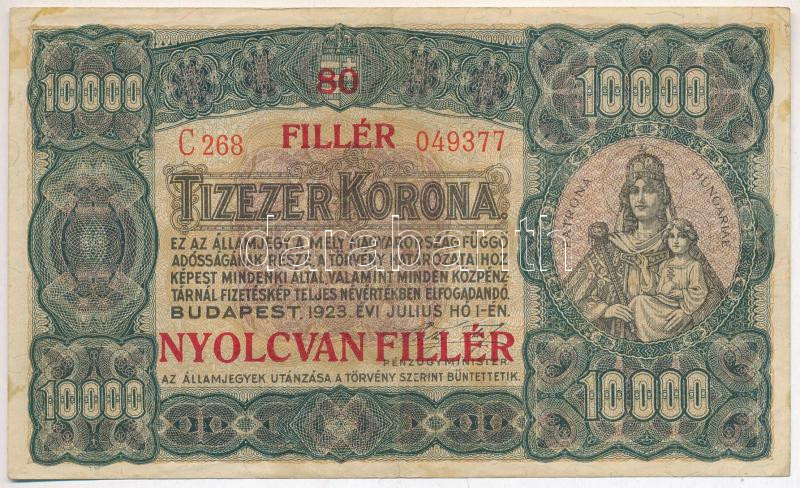 10000
80
10000
C 268
FILLÉR
049377
TIZEZER KORONA.
PATRONA HUNGARIAE
EZ AZ ÁLLAMJEGY A MELY MAGYARORSZÁG FÜGGŐ
ADÓSSÁGÁNAK RÉSZE, A TÖRVÉNY HATÁROZATAIHOZ
KÉPEST MINDENKI ÁLTAL, VALAMINT MINDEN KÖZPÉNZ
TÁRNÁL FIZETÉSKÉP TELJES NÉVÉRTÉKBEN ELFOGADANDÓ.
BUDAPEST, 1923. ÉVI JULIUS HÓ 1-ÉN.
NYOLCVAN FILLÉR
PÉNZÜGYMINISTER.
AZ ÁLLAMJEGYEK UTÁNZÁSA A TÖRVÉNY SZERINT BÜNTETTETIK.
10000
10000
darabanth